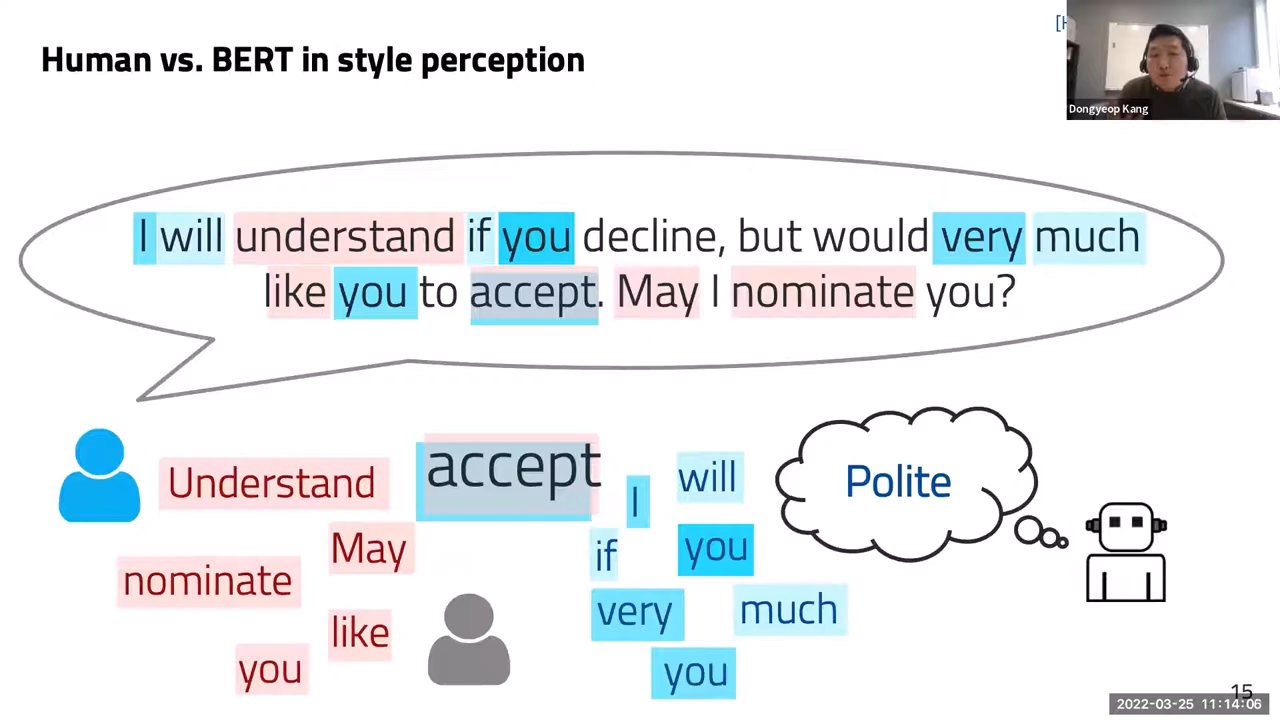 Human vs. BERT in style perception
[H
Dongyeop Kang
I will understand if you decline, but would very much
like you to accept. May I nominate you?
Understand
accept
I
will
Polite
May
if
you
nominate
very
much
like
you
you
15
2022-03-25 11:14:06